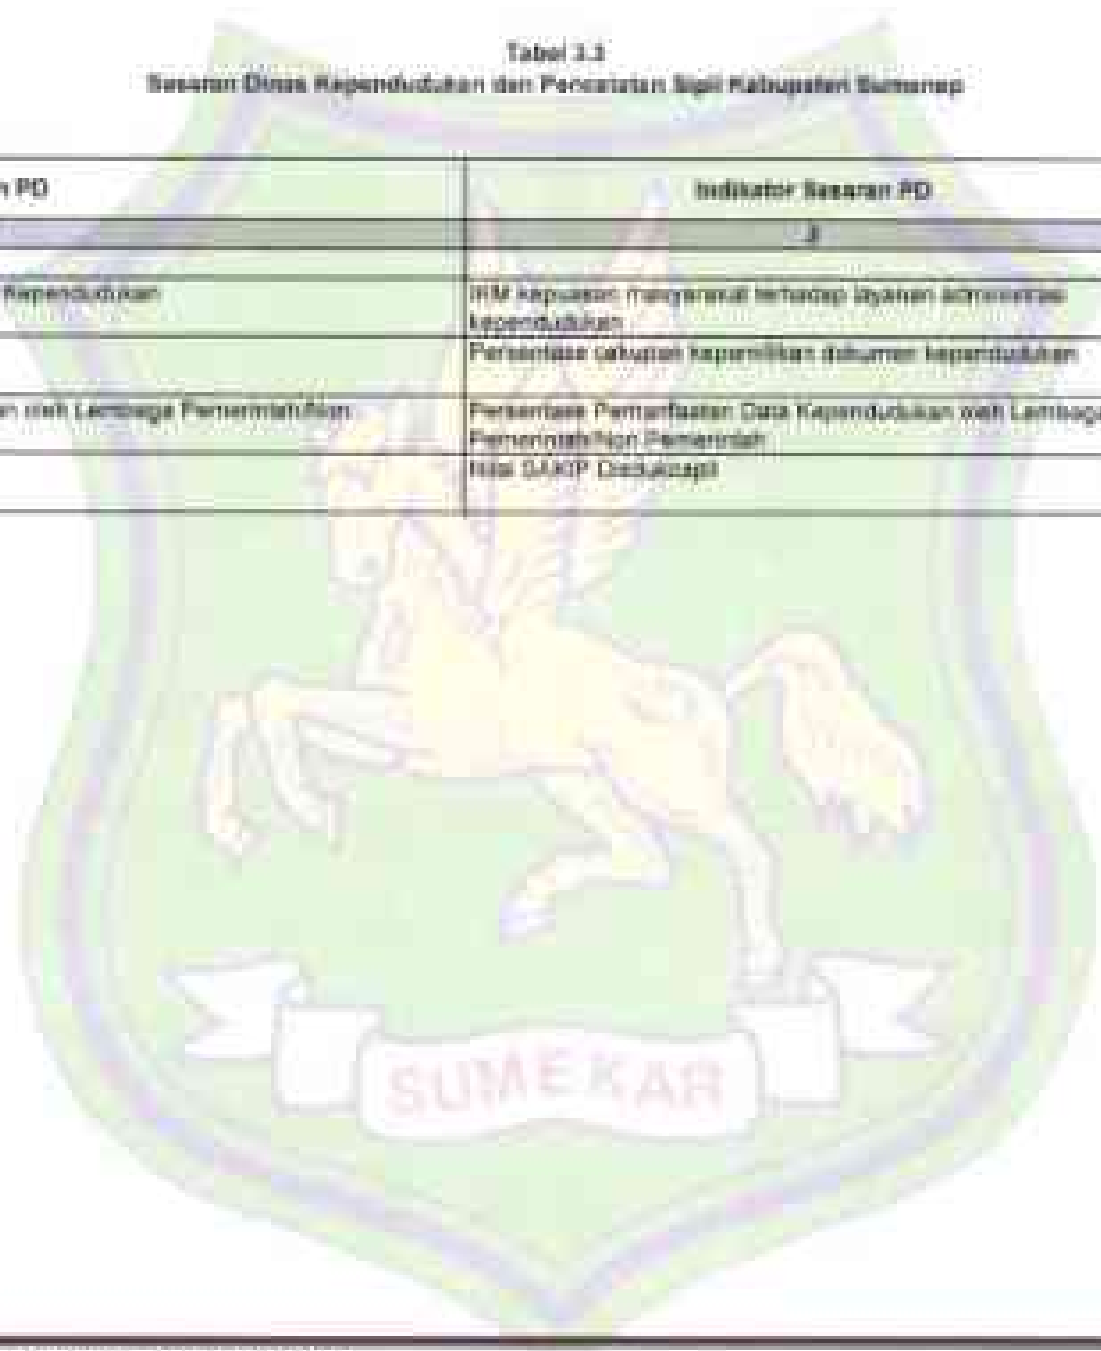 Tabel 3.3
Sasaran Dinas Kependudukan dan Pencatatan Sipil Kabupaten Sumenep
n PD
Indikator Sasaran PD
3
Kependudukan
IKM kepuasan masyarakat terhadap layanan administrasi
kependudukan
Persentase cakupan kepemilikan dokumen kependudukan
an oleh Lembaga Pemerintah/Non
Persentase Pemanfaatan Data Kependudukan oleh Lembaga
Pemerintah/Non Pemerintah
Nilai SAKIP Disdukcapil
SUMEKAR